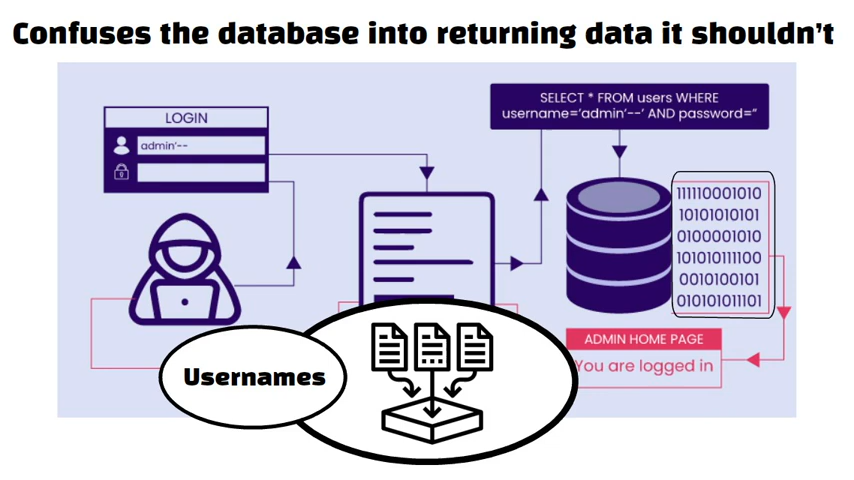 Confuses the database into returning data it shouldn't
LOGIN
admin'--
SELECT * FROM users WHERE
username='admin'--' AND password=''
111110001010
10101010101
0100001010
101010111100
0010100101
010101011101
ADMIN HOME PAGE
You are logged in
Usernames